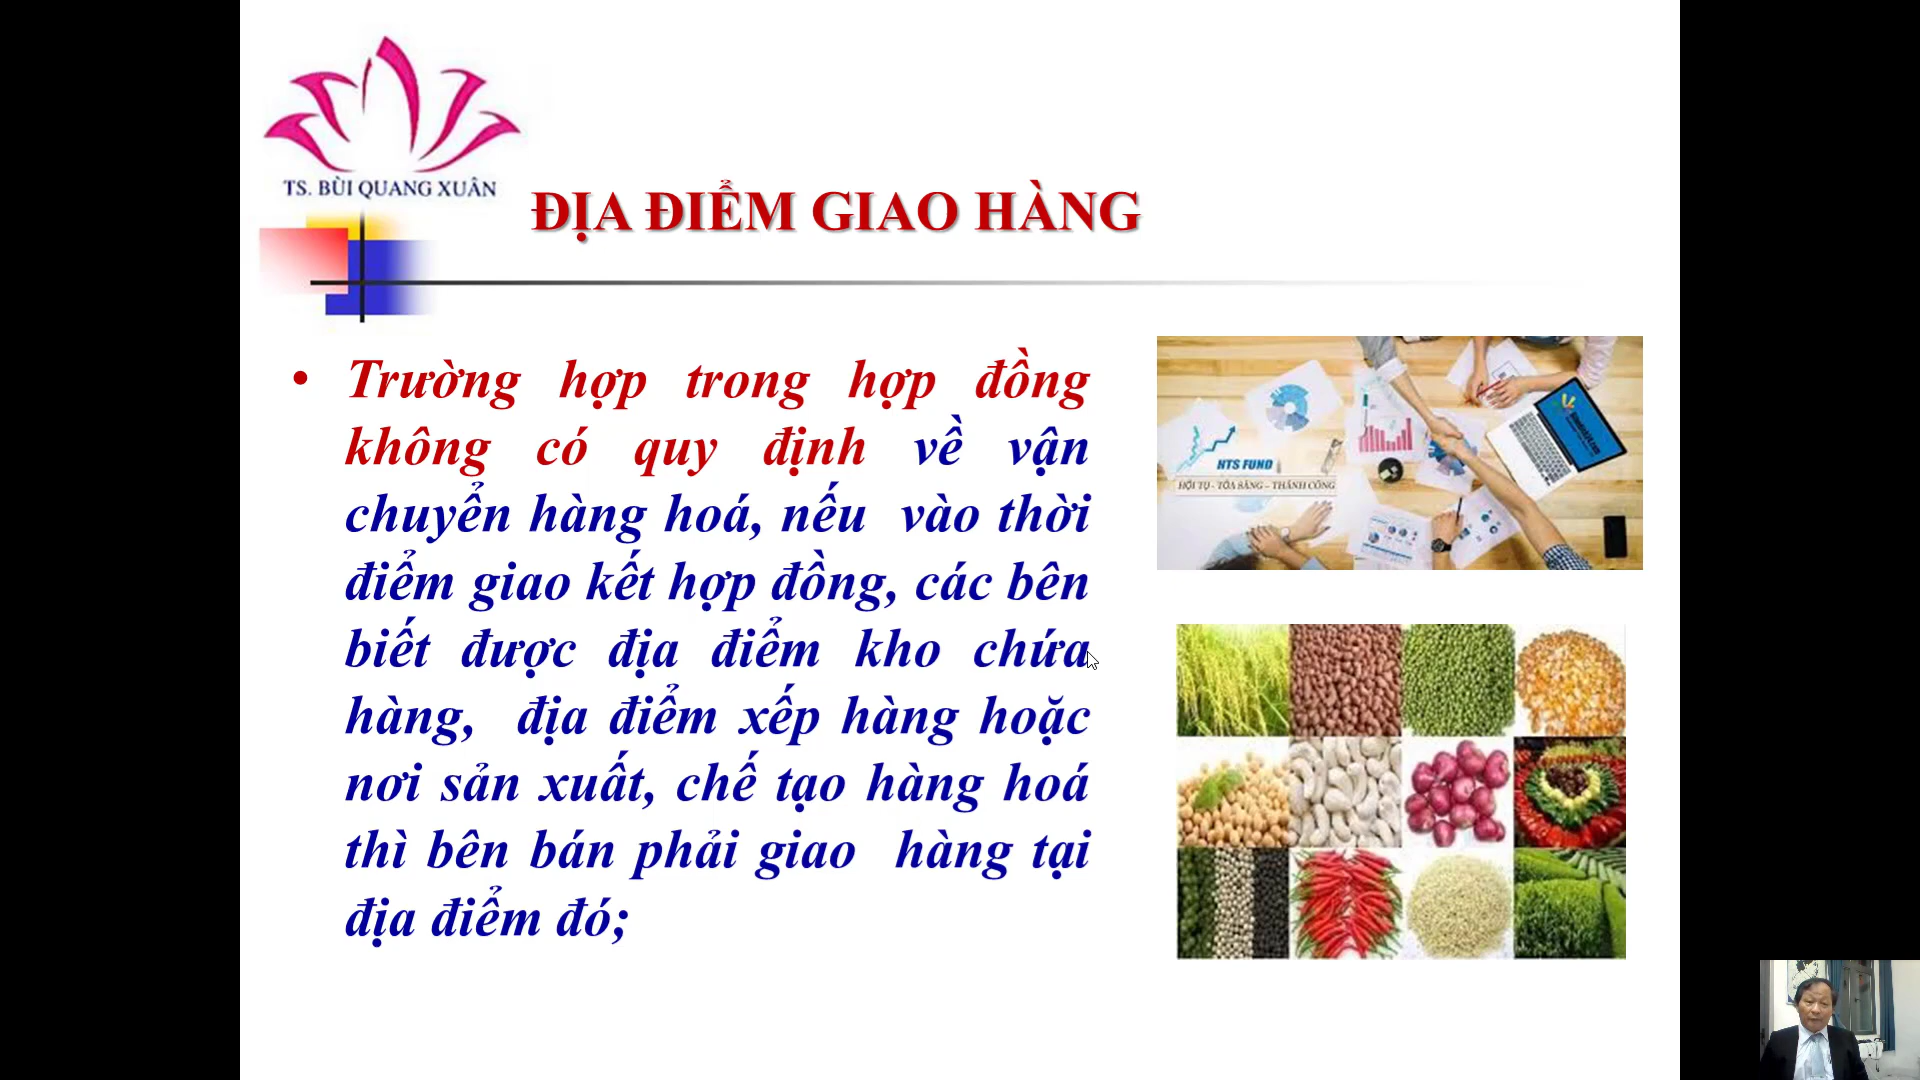 TS. BÙI QUANG XUÂN
ĐỊA ĐIỂM GIAO HÀNG
• Trường hợp trong hợp đồng
không có quy định về vận
chuyển hàng hoá, nếu vào thời
điểm giao kết hợp đồng, các bên
biết được địa điểm kho chứa
hàng, địa điểm xếp hàng hoặc
nơi sản xuất, chế tạo hàng hoá
thì bên bán phải giao hàng tại
địa điểm đó;
HTS FUND
HỘI TỤ - TỎA SÁNG – THÀNH CÔNG